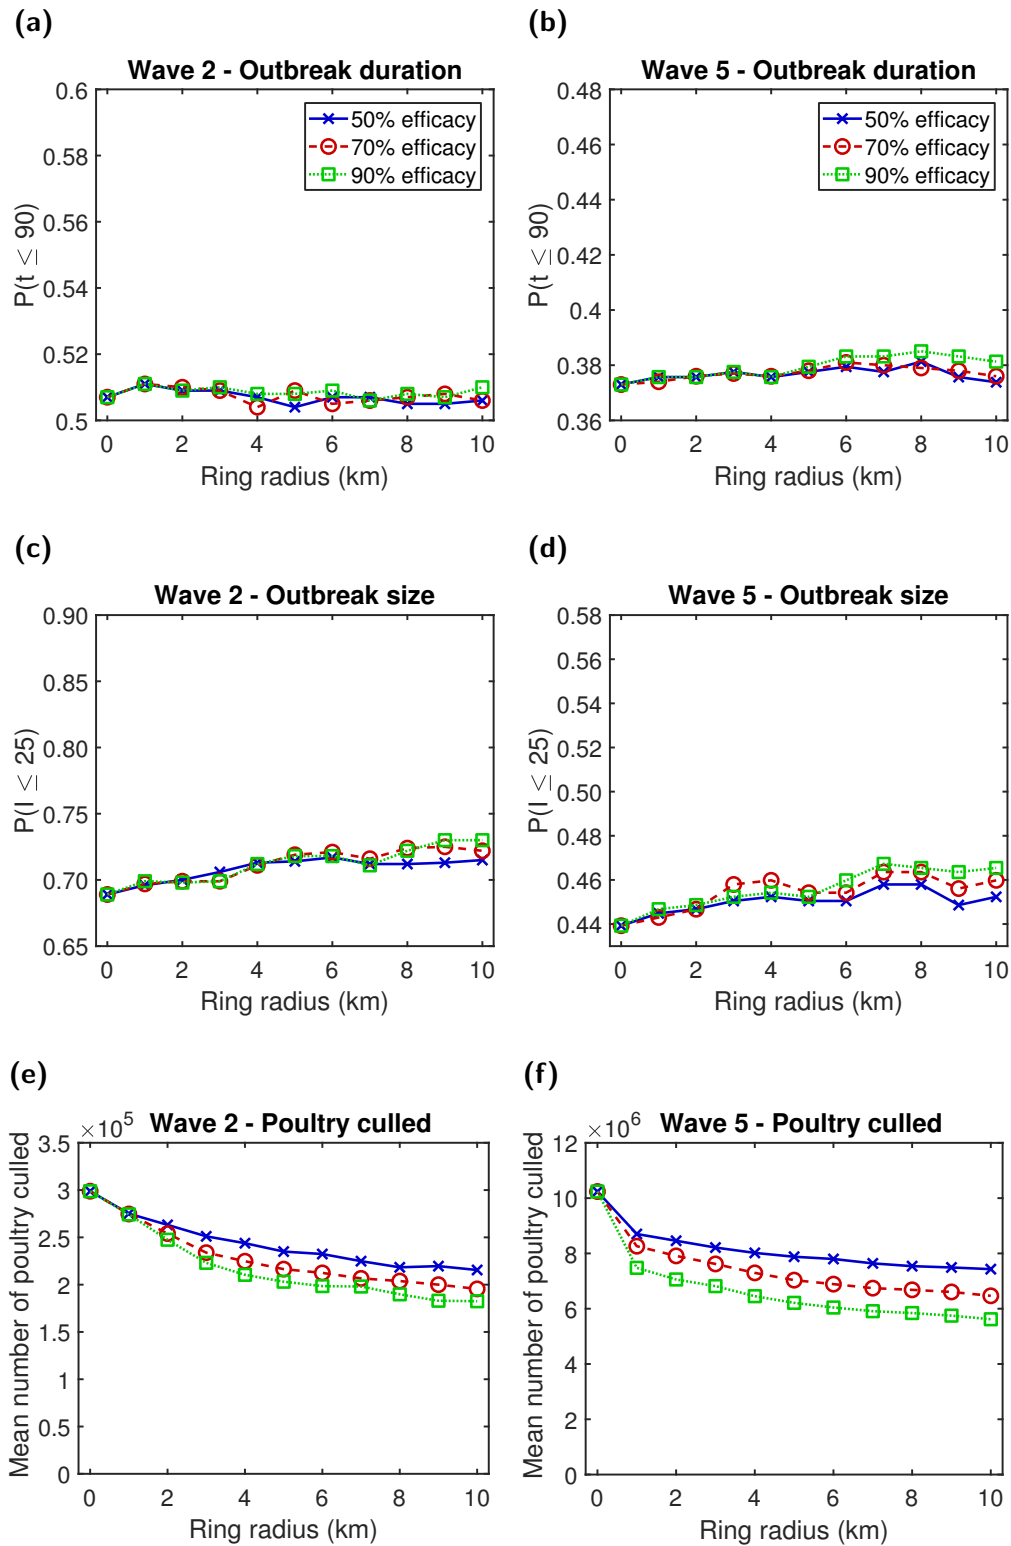 (a)
Wave 2 - Outbreak duration
0.6
0.58
0.56
0.54
0.52
0.5
P(t ≤ 90)
50% efficacy
70% efficacy
90% efficacy
0 2 4 6 8 10
Ring radius (km)
(b)
Wave 5 - Outbreak duration
0.48
0.46
0.44
0.42
0.4
0.38
0.36
P(t ≤ 90)
50% efficacy
70% efficacy
90% efficacy
0 2 4 6 8 10
Ring radius (km)
(c)
Wave 2 - Outbreak size
0.90
0.85
0.80
0.75
0.70
0.65
P(I ≤ 25)
0 2 4 6 8 10
Ring radius (km)
(d)
Wave 5 - Outbreak size
0.58
0.56
0.54
0.52
0.50
0.48
0.46
0.44
P(I ≤ 25)
0 2 4 6 8 10
Ring radius (km)
(e)
×10⁵ Wave 2 - Poultry culled
3.5
3
2.5
2
1.5
1
0.5
0
Mean number of poultry culled
0 2 4 6 8 10
Ring radius (km)
(f)
×10⁶ Wave 5 - Poultry culled
12
10
8
6
4
2
0
Mean number of poultry culled
0 2 4 6 8 10
Ring radius (km)